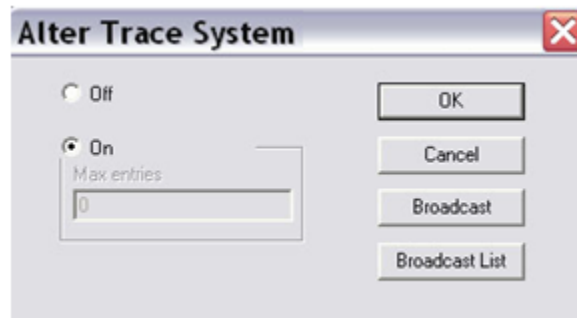 Alter Trace System
Off
OK
On
Cancel
Max entries
0
Broadcast
Broadcast List